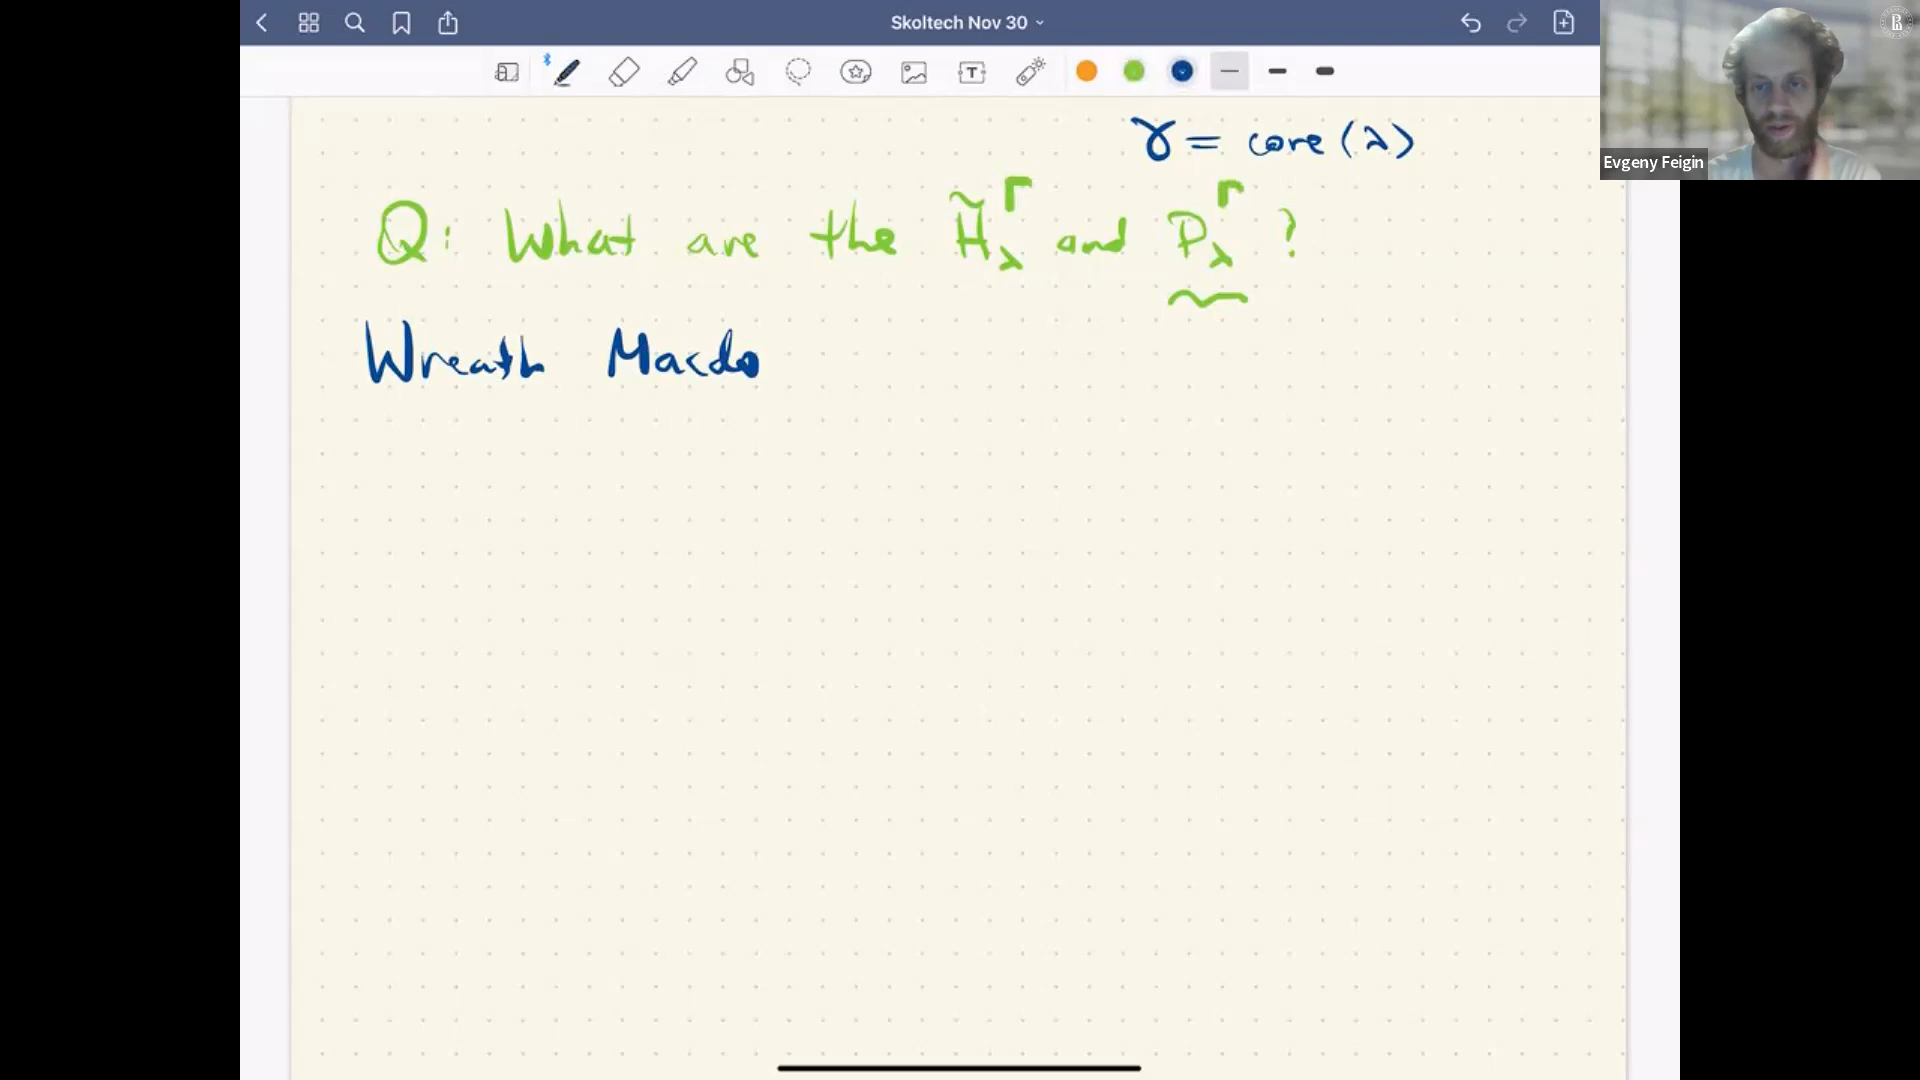 Skoltech Nov 30
γ = core (λ)
Q: What are the H̃_λ^Γ and P_λ^Γ ?
Wreath Macdo
Evgeny Feigin